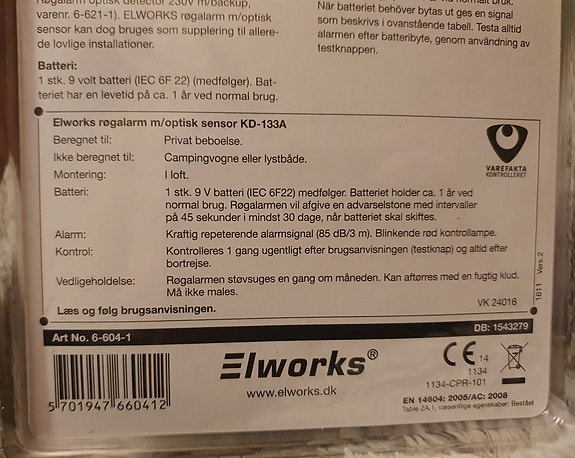 Røgalarm optisk detector 230V m/backup,
varenr. 6-621-1). ELWORKS røgalarm m/optisk
sensor kan dog bruges som supplering til allere-
de lovlige installationer.
Batteri:
1 stk. 9 volt batteri (IEC 6F 22) (medfølger). Bat-
teriet har en levetid på ca. 1 år ved normal brug.
När batteriet behöver bytas ut ges en signal
som beskrivs i ovanstående tabell. Testa alltid
alarmen efter batteribyte, genom användning av
testknappen.
Elworks røgalarm m/optisk sensor KD-133A
Beregnet til: Privat beboelse.
Ikke beregnet til: Campingvogne eller lystbåde.
Montering: I loft.
Batteri: 1 stk. 9 V batteri (IEC 6F22) medfølger. Batteriet holder ca. 1 år ved
normal brug. Røgalarmen vil afgive en advarselstone med intervaller
på 45 sekunder i mindst 30 dage, når batteriet skal skiftes.
Alarm: Kraftig repeterende alarmsignal (85 dB/3 m). Blinkende rød kontrollampe.
Kontrol: Kontrolleres 1 gang ugentligt efter brugsanvisningen (testknap) og altid efter
bortrejse.
Vedligeholdelse: Røgalarmen støvsuges en gang om måneden. Kan aftørres med en fugtig klud.
Må ikke males.
Læs og følg brugsanvisningen.
VAREFAKTA
KONTROLLERET
VK 24016
1611 Vers. 2
Art No. 6-604-1
DB: 1543279
5 701947 660412
Elworks®
www.elworks.dk
CE 14
1134
1134-CPR-101
EN 14604: 2005/AC: 2008
Table ZA.1, væsentlige egenskaber: Bestået